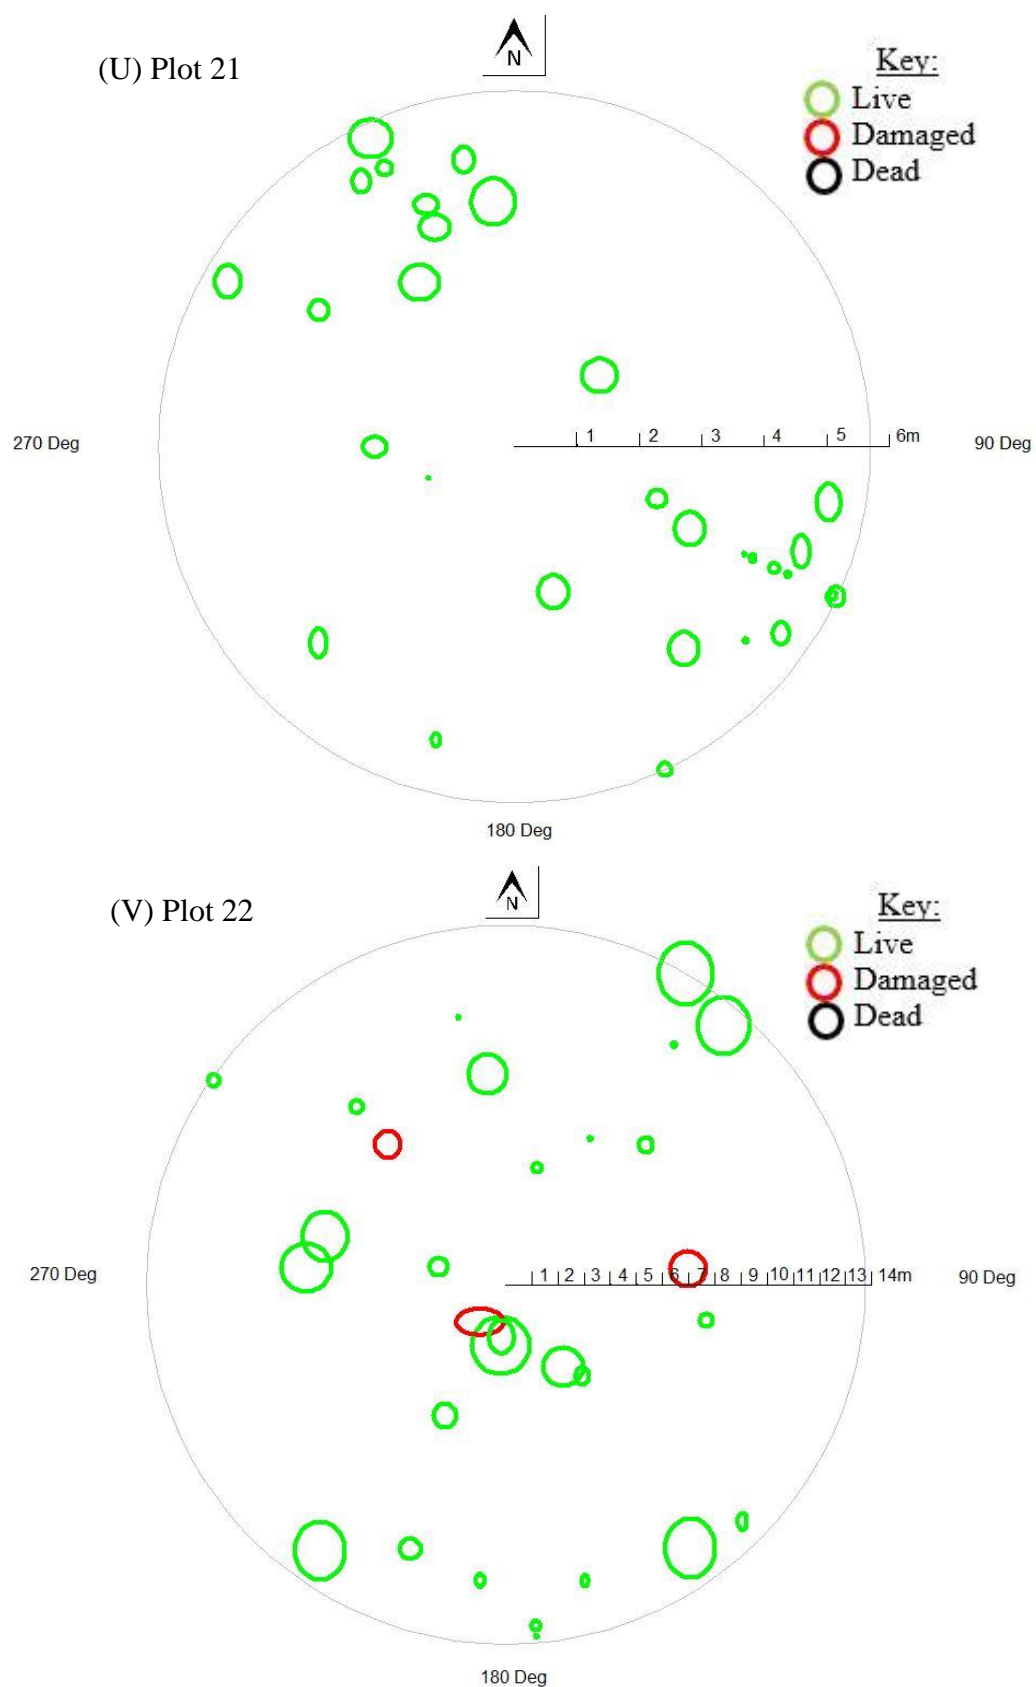 (U) Plot 21
N
Key:
Live
Damaged
Dead
270 Deg
1 2 3 4 5 6m
90 Deg
180 Deg
(V) Plot 22
N
Key:
Live
Damaged
Dead
270 Deg
1 2 3 4 5 6 7 8 9 10 11 12 13 14m
90 Deg
180 Deg